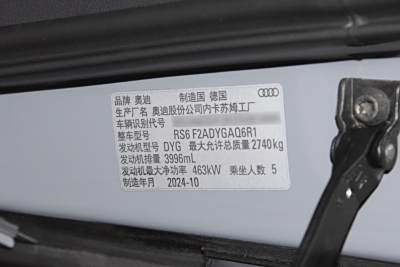 品牌 奥迪 制造国 德国
生产厂名 奥迪股份公司内卡苏姆工厂
车辆识别代号
整车型号 RS6 F2ADYGAQ6R1
发动机型号 DYG 最大允许总质量 2740kg
发动机排量 3996mL
发动机最大净功率 463kW 乘坐人数 5
制造年月 2024-10